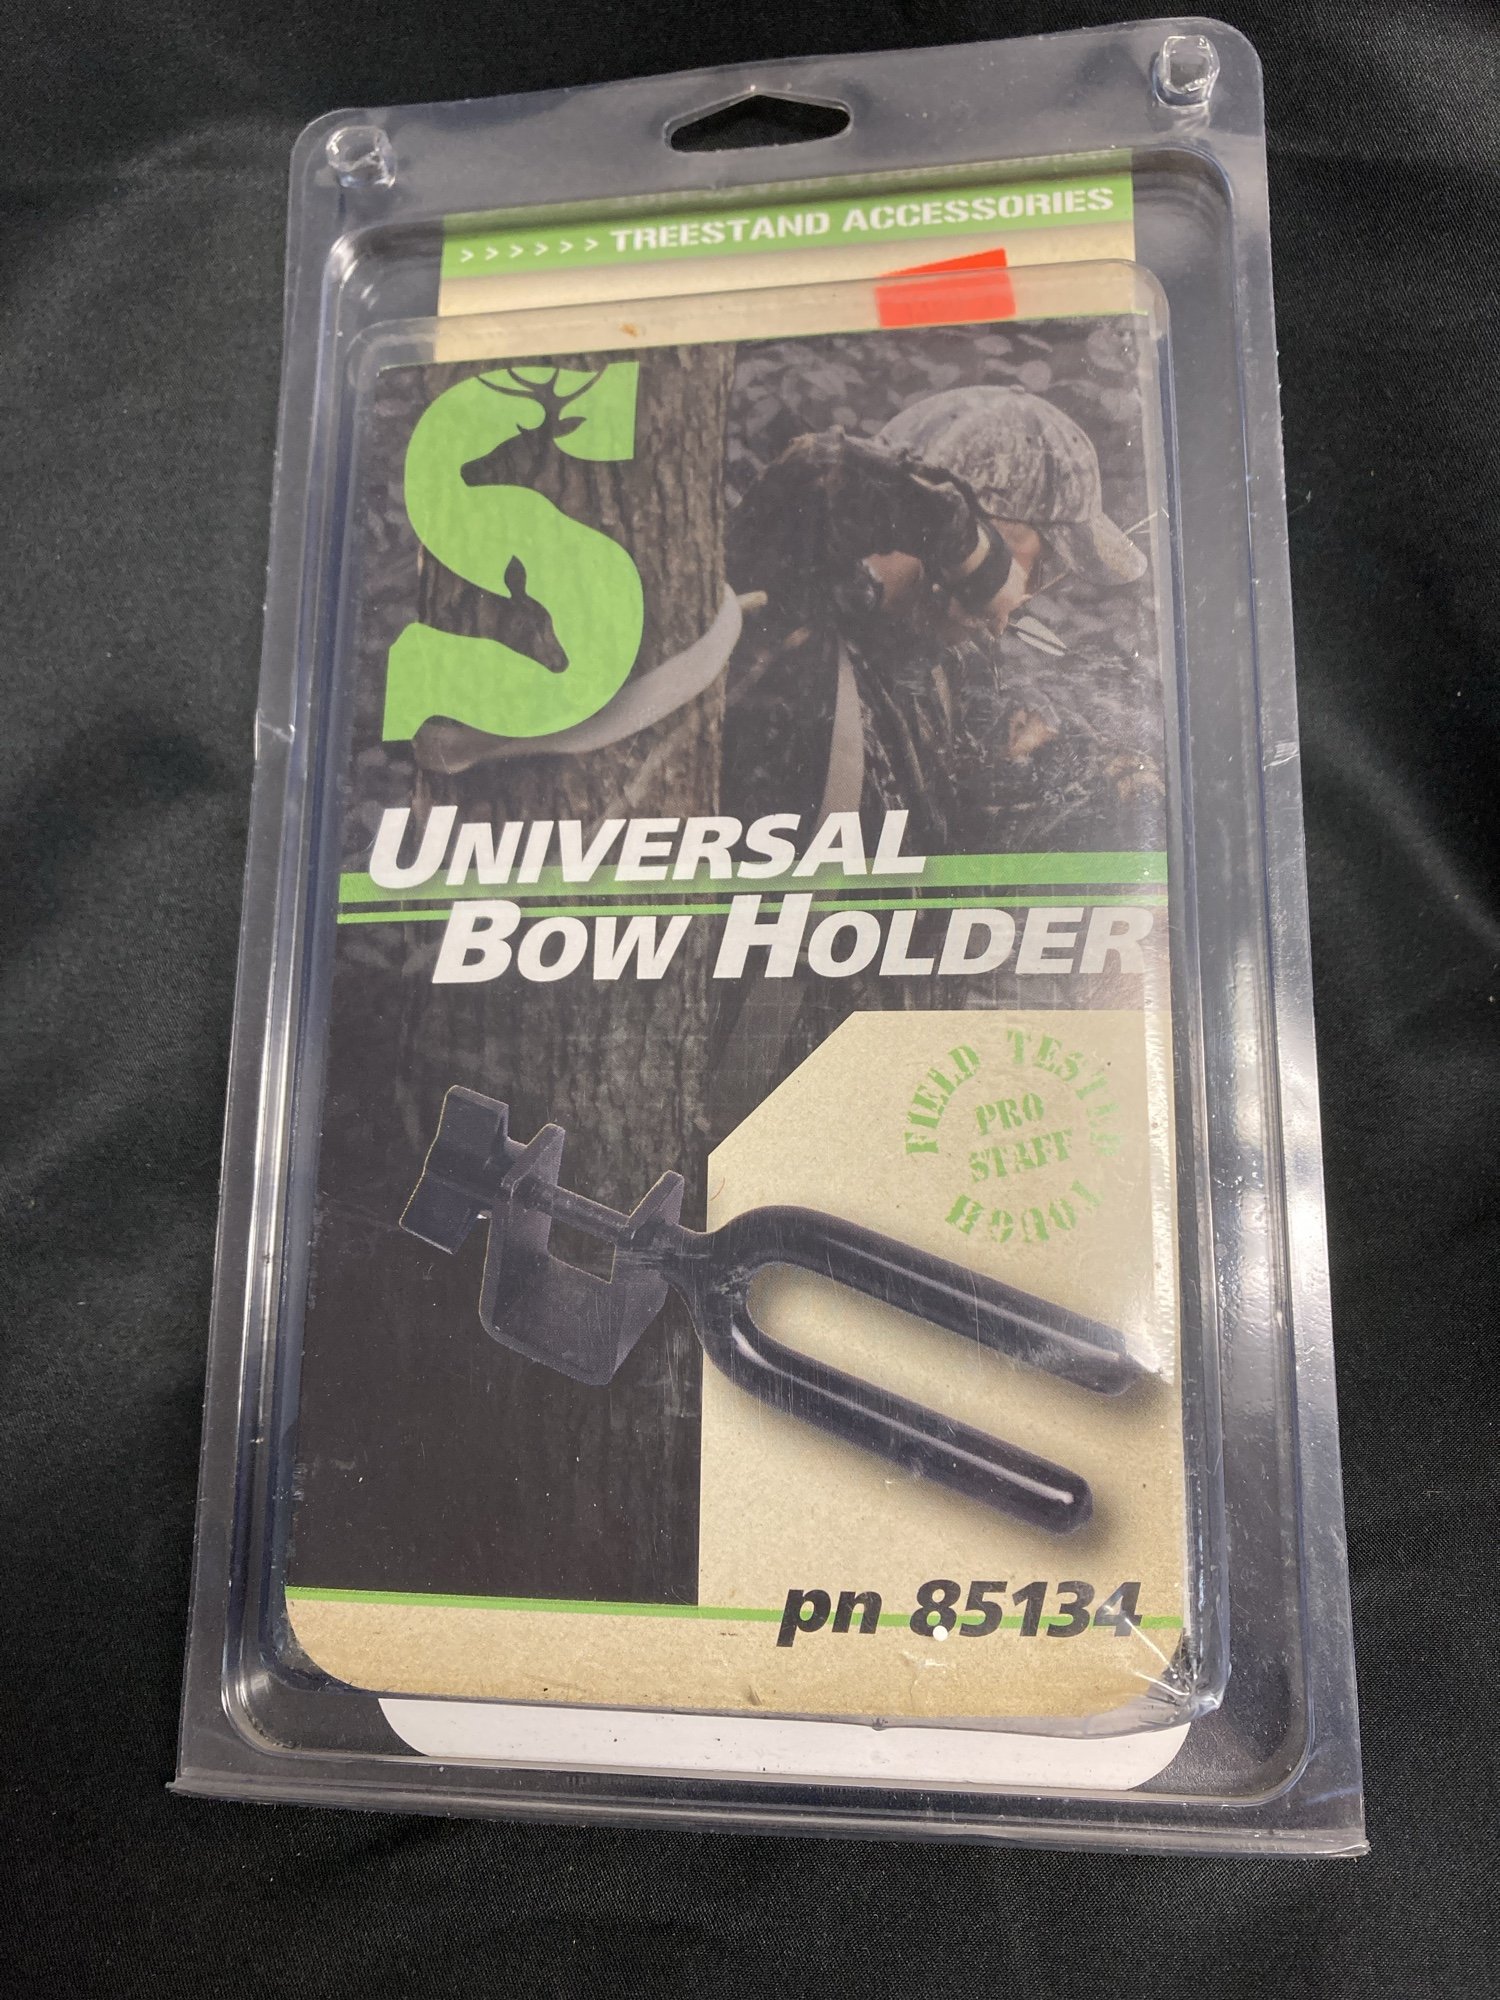 >>>>>> TREESTAND ACCESSORIES
S
UNIVERSAL
BOW HOLDER
FIELD TESTED
PRO
STAFF
TOUGH
pn 85134